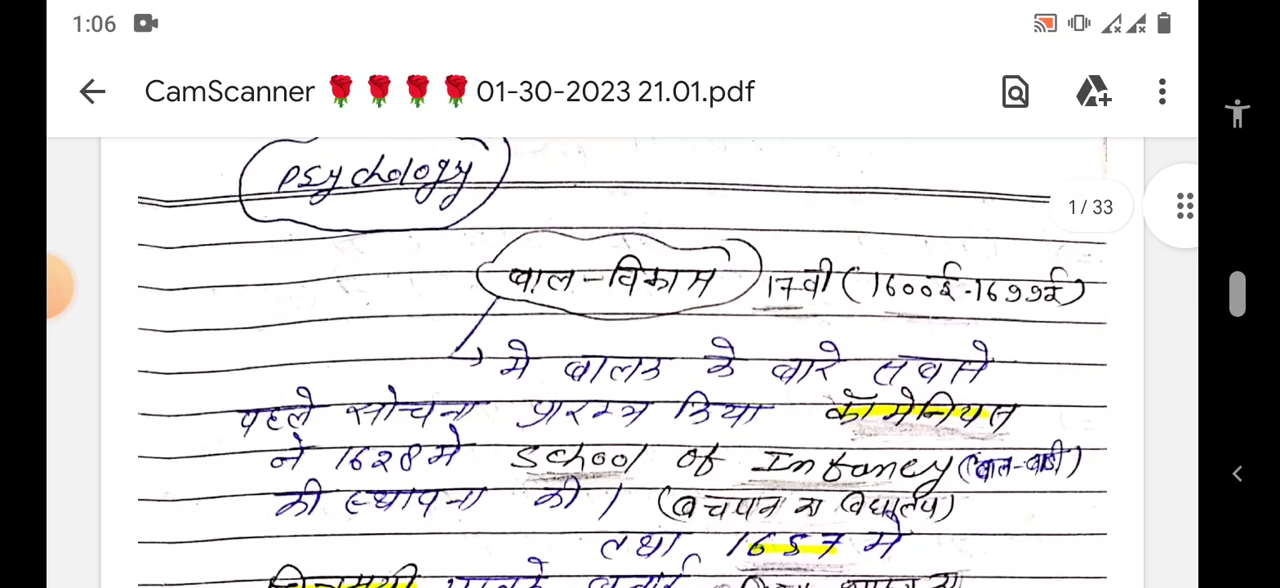 1:06
CamScanner 🌹🌹🌹🌹 01-30-2023 21.01.pdf
psychology
1 / 33
बाल-विकास 17वी (1600ई-1699ई)
मे बालक के बारे सबसे
पहले सोचना प्रारम्भ किया कॉमेनियस
ने 1628 मे School of Infancy (बाल-बाडी)
की स्थापना की । (बचपन का विद्यालय)
तथा 1657 मे